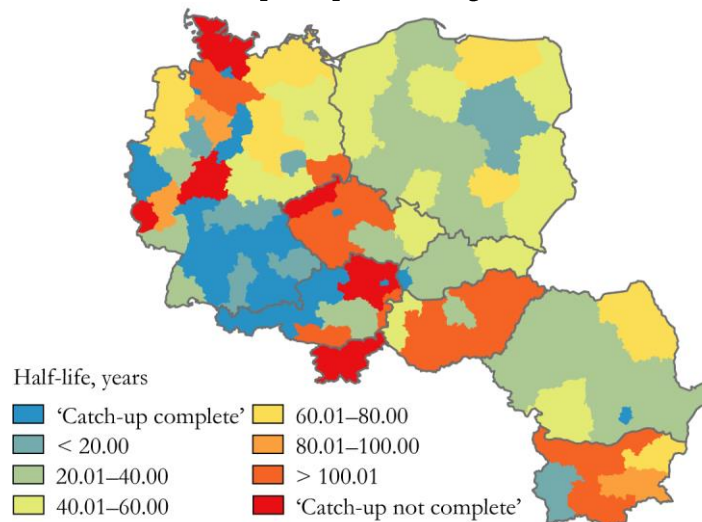 Half-life, years
'Catch-up complete'
< 20.00
20.01–40.00
40.01–60.00
60.01–80.00
80.01–100.00
> 100.01
'Catch-up not complete'